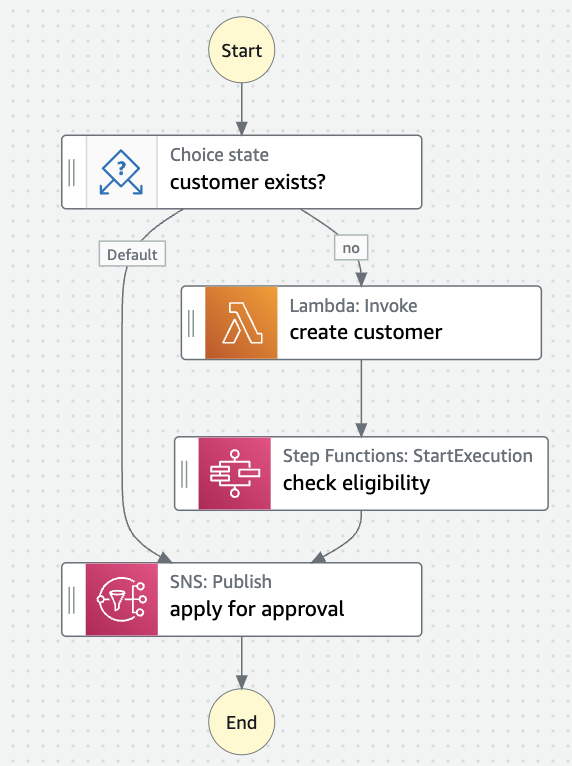 Start
Choice state
customer exists?
Default
no
Lambda: Invoke
create customer
Step Functions: StartExecution
check eligibility
SNS: Publish
apply for approval
End